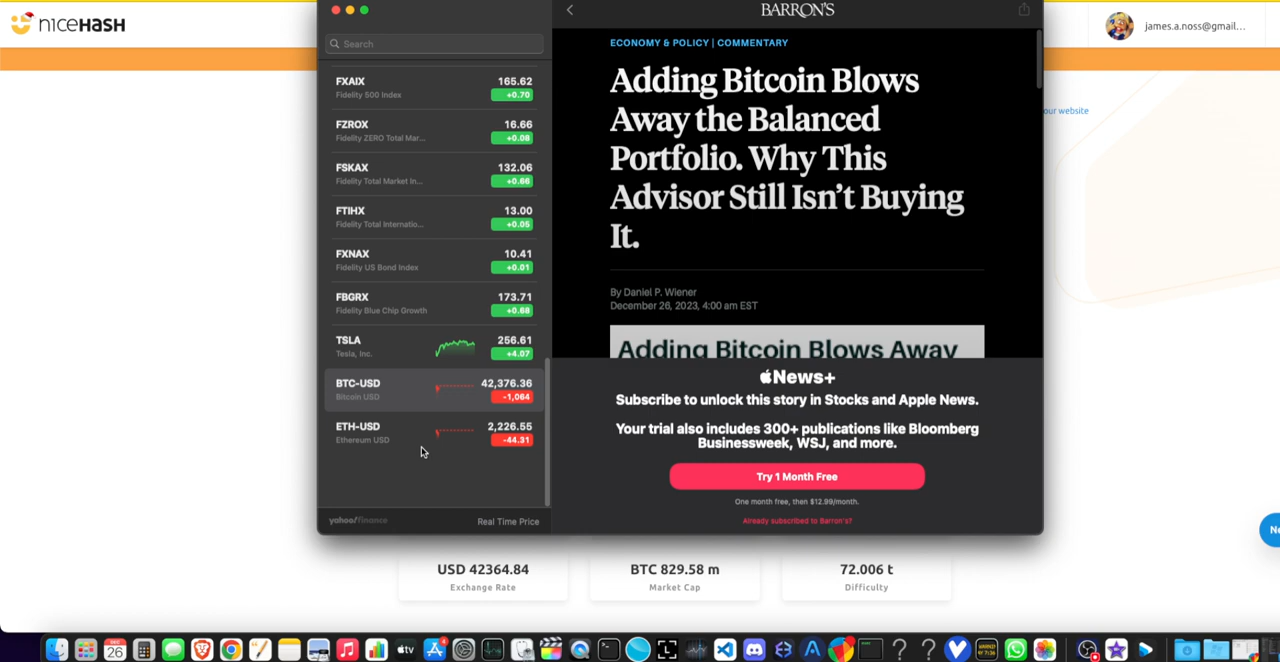 niceHASH
james.a.noss@gmail...
our website
Search
FXAIX 165.62
Fidelity 500 Index +0.70
FZROX 16.66
Fidelity ZERO Total Mar... +0.08
FSKAX 132.06
Fidelity Total Market In... +0.66
FTIHX 13.00
Fidelity Total Internatio... +0.05
FXNAX 10.41
Fidelity US Bond Index +0.01
FBGRX 173.71
Fidelity Blue Chip Growth +0.68
TSLA 256.61
Tesla, Inc. +4.07
BTC-USD 42,376.36
Bitcoin USD -1,064
ETH-USD 2,226.55
Ethereum USD -44.31
yahoo!finance Real Time Price
BARRON'S
ECONOMY & POLICY | COMMENTARY
Adding Bitcoin Blows
Away the Balanced
Portfolio. Why This
Advisor Still Isn't Buying
It.
By Daniel P. Wiener
December 26, 2023, 4:00 am EST
Adding Bitcoin Blows Away
News+
Subscribe to unlock this story in Stocks and Apple News.
Your trial also includes 300+ publications like Bloomberg
Businessweek, WSJ, and more.
Try 1 Month Free
One month free, then $12.99/month.
Already subscribed to Barron's?
Ne
USD 42364.84
Exchange Rate
BTC 829.58 m
Market Cap
72.006 t
Difficulty
DEC
26
tv